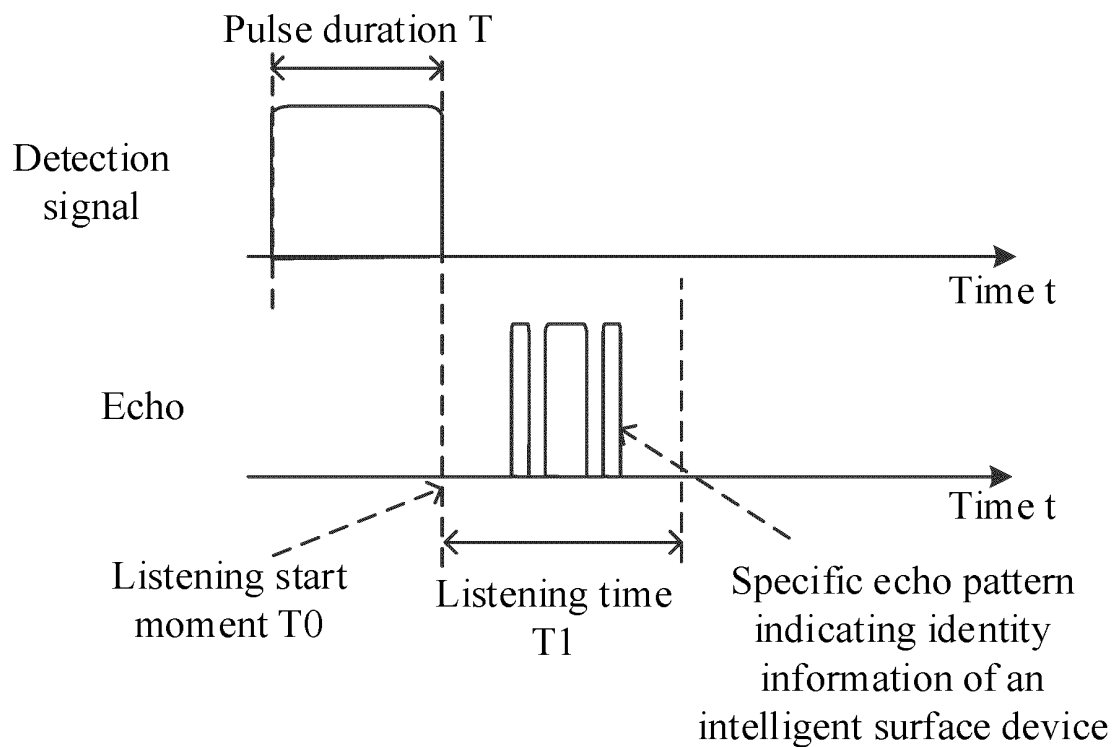 Pulse duration T
Detection
signal
Time t
Echo
Time t
Listening start
moment T0
Listening time
T1
Specific echo pattern
indicating identity
information of an
intelligent surface device